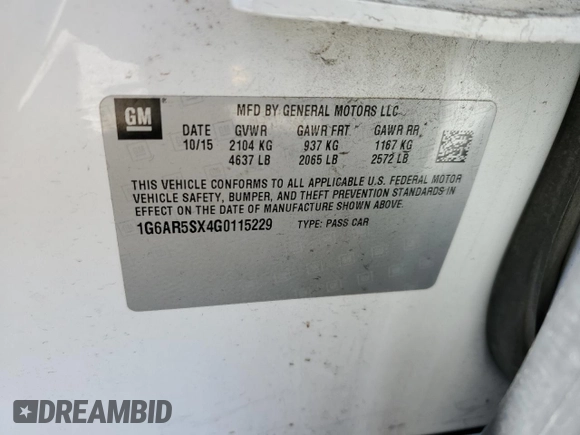 GM
MFD BY GENERAL MOTORS LLC
DATE GVWR GAWR FRT GAWR RR
10/15 2104 KG 937 KG 1167 KG
4637 LB 2065 LB 2572 LB
THIS VEHICLE CONFORMS TO ALL APPLICABLE U.S. FEDERAL MOTOR
VEHICLE SAFETY, BUMPER, AND THEFT PREVENTION STANDARDS IN
EFFECT ON THE DATE OF MANUFACTURE SHOWN ABOVE.
1G6AR5SX4G0115229 TYPE: PASS CAR
DREAMBID